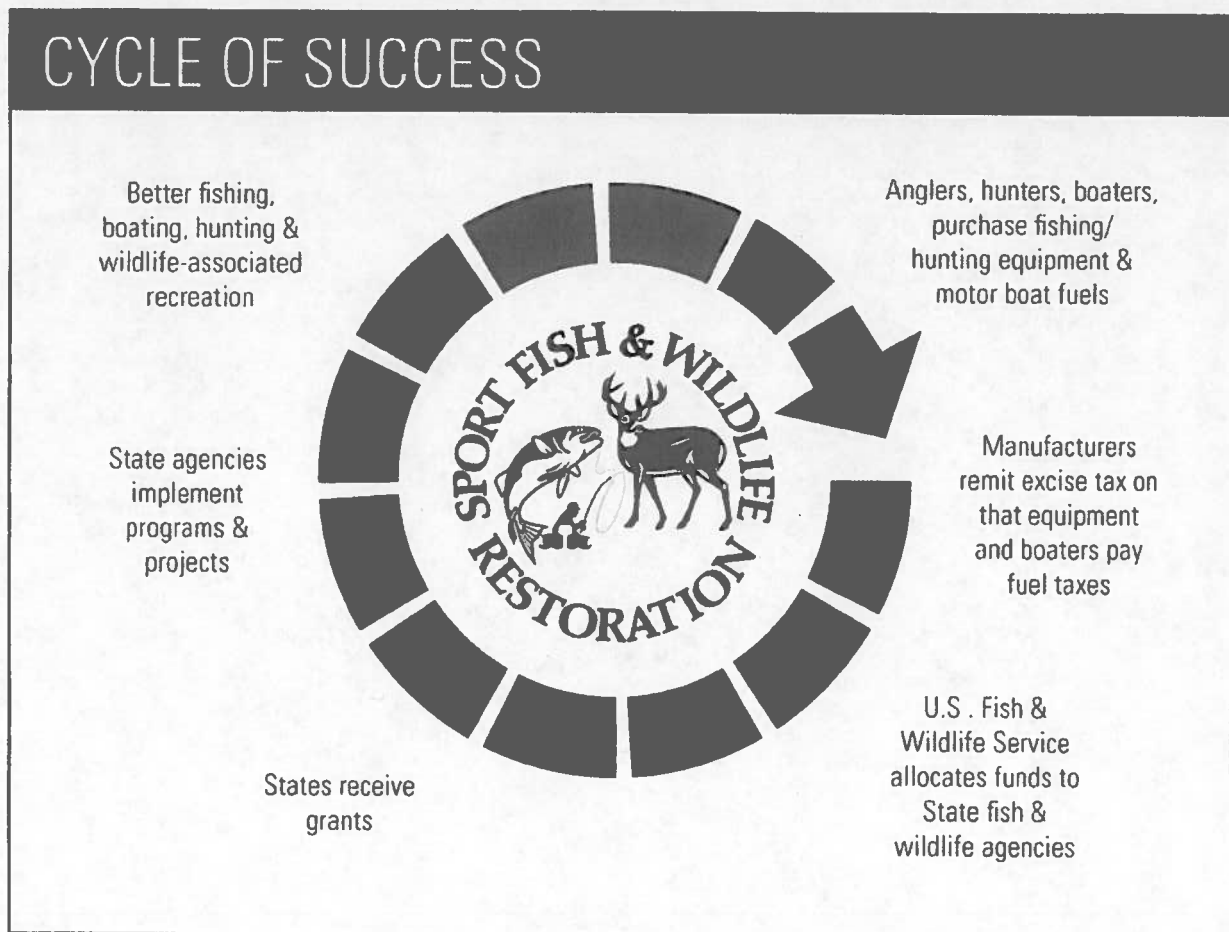 CYCLE OF SUCCESS
Anglers, hunters, boaters,
purchase fishing/
hunting equipment &
motor boat fuels
Manufacturers
remit excise tax on
that equipment
and boaters pay
fuel taxes
U.S . Fish &
Wildlife Service
allocates funds to
State fish &
wildlife agencies
States receive
grants
State agencies
implement
programs &
projects
Better fishing,
boating, hunting &
wildlife-associated
recreation
SPORT FISH & WILDLIFE
RESTORATION